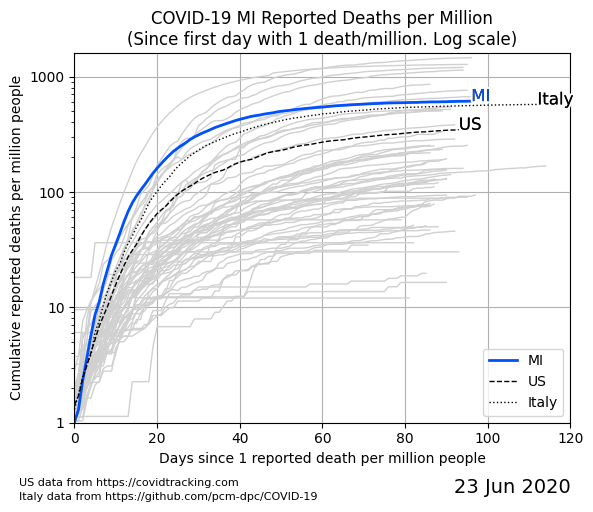 COVID-19 MI Reported Deaths per Million
(Since first day with 1 death/million. Log scale)
Cumulative reported deaths per million people
1000
100
10
1
MI
Italy
US
MI
US
Italy
0 20 40 60 80 100 120
Days since 1 reported death per million people
US data from https://covidtracking.com
Italy data from https://github.com/pcm-dpc/COVID-19
23 Jun 2020